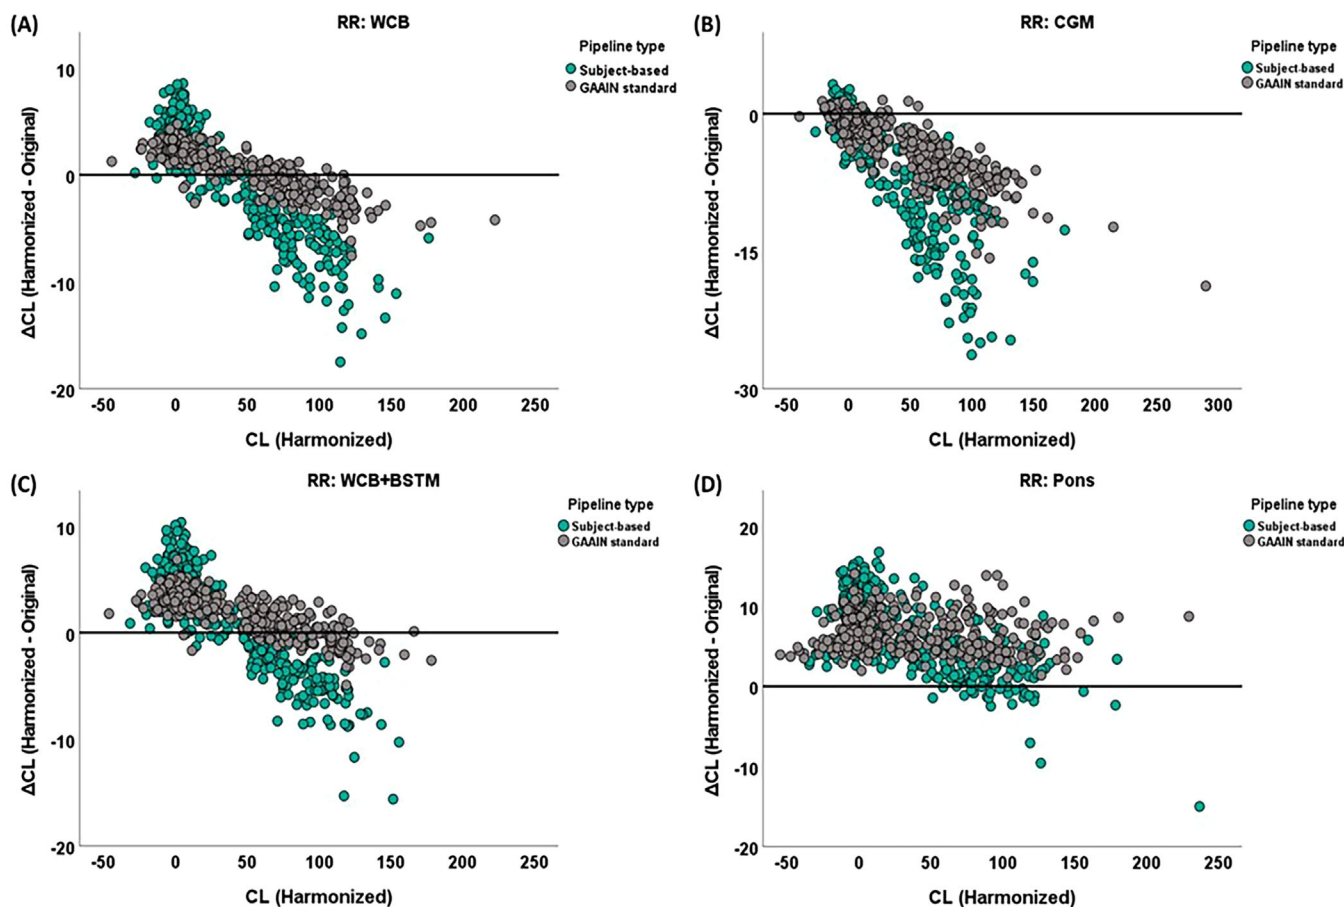 (A)
RR: WCB
Pipeline type
Subject-based
GAAIN standard
ΔCL (Harmonized - Original)
10
0
-10
-20
-50 0 50 100 150 200 250
CL (Harmonized)
(B)
RR: CGM
Pipeline type
Subject-based
GAAIN standard
ΔCL (Harmonized - Original)
0
-15
-30
-50 0 50 100 150 200 250 300
CL (Harmonized)
(C)
RR: WCB+BSTM
Pipeline type
Subject-based
GAAIN standard
ΔCL (Harmonized - Original)
10
0
-10
-20
-50 0 50 100 150 200 250
CL (Harmonized)
(D)
RR: Pons
Pipeline type
Subject-based
GAAIN standard
ΔCL (Harmonized - Original)
20
10
0
-10
-20
-50 0 50 100 150 200 250
CL (Harmonized)